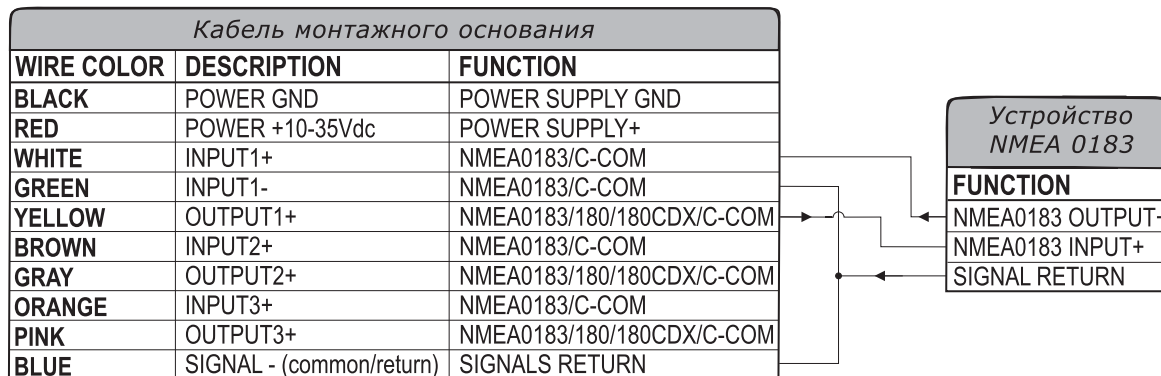 Кабель монтажного основания
WIRE COLOR DESCRIPTION FUNCTION
BLACK POWER GND POWER SUPPLY GND
RED POWER +10-35Vdc POWER SUPPLY+
WHITE INPUT1+ NMEA0183/C-COM
GREEN INPUT1- NMEA0183/C-COM
YELLOW OUTPUT1+ NMEA0183/180/180CDX/C-COM
BROWN INPUT2+ NMEA0183/C-COM
GRAY OUTPUT2+ NMEA0183/180/180CDX/C-COM
ORANGE INPUT3+ NMEA0183/C-COM
PINK OUTPUT3+ NMEA0183/180/180CDX/C-COM
BLUE SIGNAL - (common/return) SIGNALS RETURN
Устройство
NMEA 0183
FUNCTION
NMEA0183 OUTPUT+
NMEA0183 INPUT+
SIGNAL RETURN